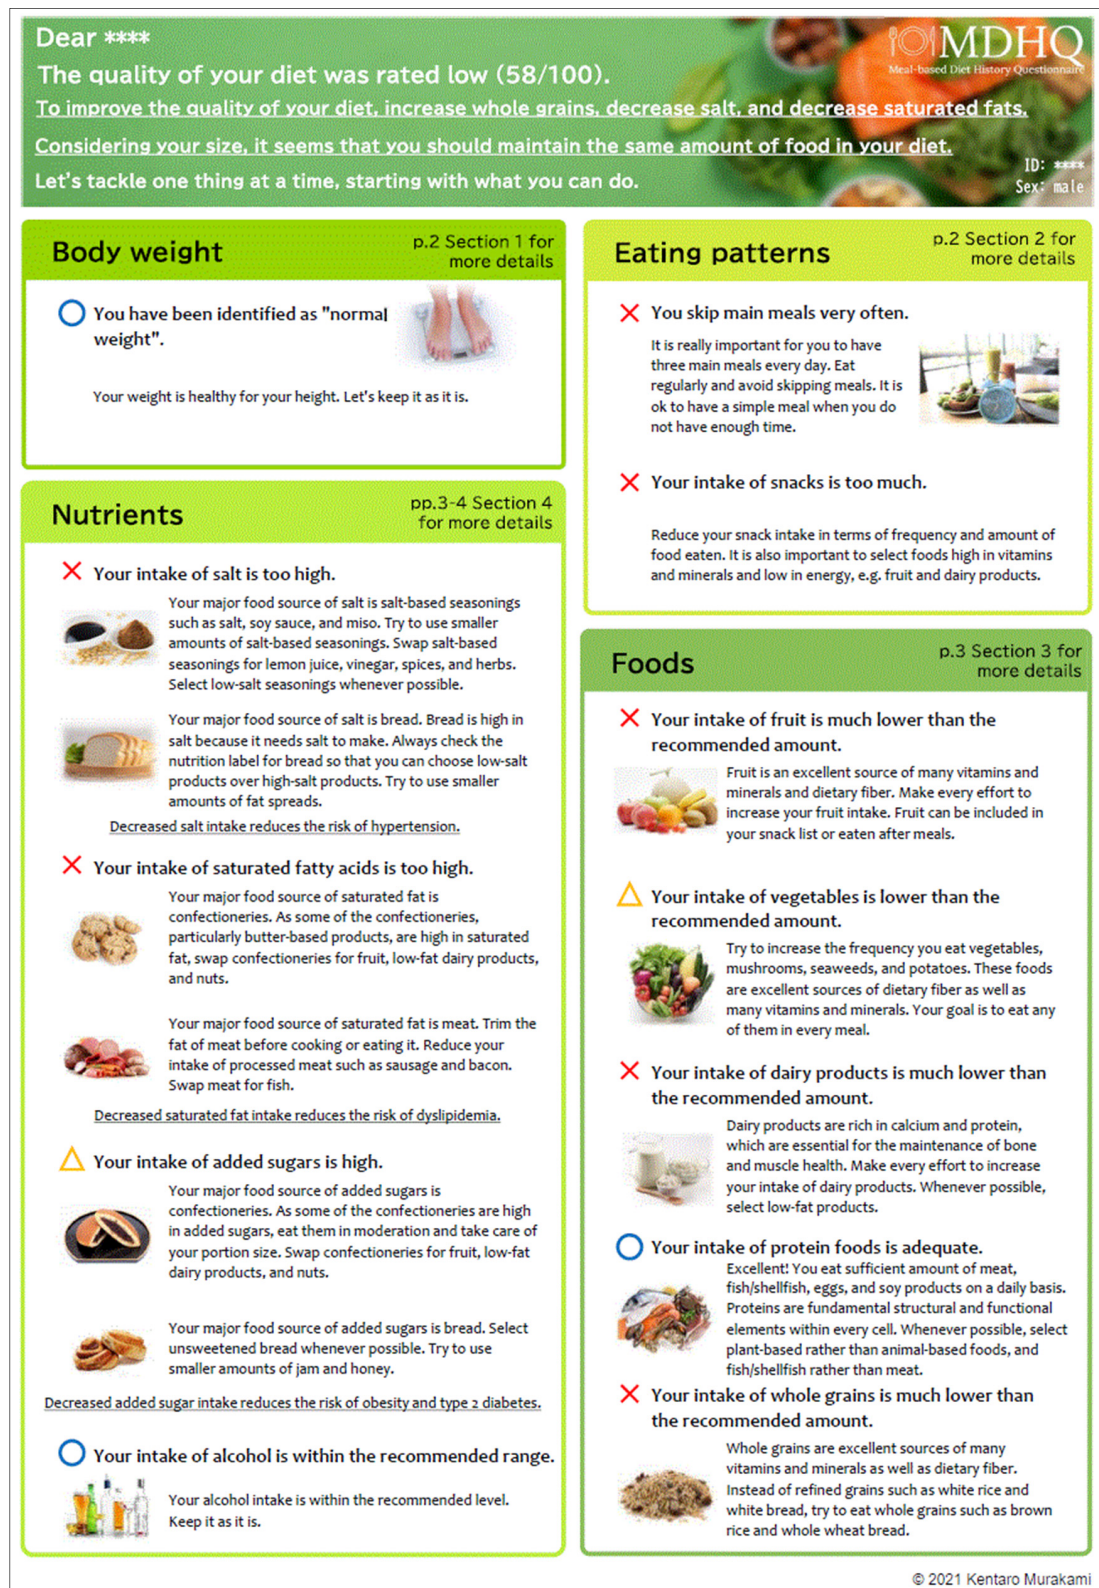 Dear ****
MDHQ
Meal-based Diet History Questionnaire
The quality of your diet was rated low (58/100).
To improve the quality of your diet, increase whole grains, decrease salt, and decrease saturated fats.
Considering your size, it seems that you should maintain the same amount of food in your diet.
Let's tackle one thing at a time, starting with what you can do.
ID: ****
Sex: male
Body weight
p.2 Section 1 for
more details
You have been identified as "normal
weight".
Your weight is healthy for your height. Let's keep it as it is.
Nutrients
pp.3-4 Section 4
for more details
Your intake of salt is too high.
Your major food source of salt is salt-based seasonings
such as salt, soy sauce, and miso. Try to use smaller
amounts of salt-based seasonings. Swap salt-based
seasonings for lemon juice, vinegar, spices, and herbs.
Select low-salt seasonings whenever possible.
Your major food source of salt is bread. Bread is high in
salt because it needs salt to make. Always check the
nutrition label for bread so that you can choose low-salt
products over high-salt products. Try to use smaller
amounts of fat spreads.
Decreased salt intake reduces the risk of hypertension.
Your intake of saturated fatty acids is too high.
Your major food source of saturated fat is
confectioneries. As some of the confectioneries,
particularly butter-based products, are high in saturated
fat, swap confectioneries for fruit, low-fat dairy products,
and nuts.
Your major food source of saturated fat is meat. Trim the
fat of meat before cooking or eating it. Reduce your
intake of processed meat such as sausage and bacon.
Swap meat for fish.
Decreased saturated fat intake reduces the risk of dyslipidemia.
Your intake of added sugars is high.
Your major food source of added sugars is
confectioneries. As some of the confectioneries are high
in added sugars, eat them in moderation and take care of
your portion size. Swap confectioneries for fruit, low-fat
dairy products, and nuts.
Your major food source of added sugars is bread. Select
unsweetened bread whenever possible. Try to use
smaller amounts of jam and honey.
Decreased added sugar intake reduces the risk of obesity and type 2 diabetes.
Your intake of alcohol is within the recommended range.
Your alcohol intake is within the recommended level.
Keep it as it is.
Eating patterns
p.2 Section 2 for
more details
You skip main meals very often.
It is really important for you to have
three main meals every day. Eat
regularly and avoid skipping meals. It is
ok to have a simple meal when you do
not have enough time.
Your intake of snacks is too much.
Reduce your snack intake in terms of frequency and amount of
food eaten. It is also important to select foods high in vitamins
and minerals and low in energy, e.g. fruit and dairy products.
Foods
p.3 Section 3 for
more details
Your intake of fruit is much lower than the
recommended amount.
Fruit is an excellent source of many vitamins and
minerals and dietary fiber. Make every effort to
increase your fruit intake. Fruit can be included in
your snack list or eaten after meals.
Your intake of vegetables is lower than the
recommended amount.
Try to increase the frequency you eat vegetables,
mushrooms, seaweeds, and potatoes. These foods
are excellent sources of dietary fiber as well as
many vitamins and minerals. Your goal is to eat any
of them in every meal.
Your intake of dairy products is much lower than
the recommended amount.
Dairy products are rich in calcium and protein,
which are essential for the maintenance of bone
and muscle health. Make every effort to increase
your intake of dairy products. Whenever possible,
select low-fat products.
Your intake of protein foods is adequate.
Excellent! You eat sufficient amount of meat,
fish/shellfish, eggs, and soy products on a daily basis.
Proteins are fundamental structural and functional
elements within every cell. Whenever possible, select
plant-based rather than animal-based foods, and
fish/shellfish rather than meat.
Your intake of whole grains is much lower than
the recommended amount.
Whole grains are excellent sources of many
vitamins and minerals as well as dietary fiber.
Instead of refined grains such as white rice and
white bread, try to eat whole grains such as brown
rice and whole wheat bread.
© 2021 Kentaro Murakami